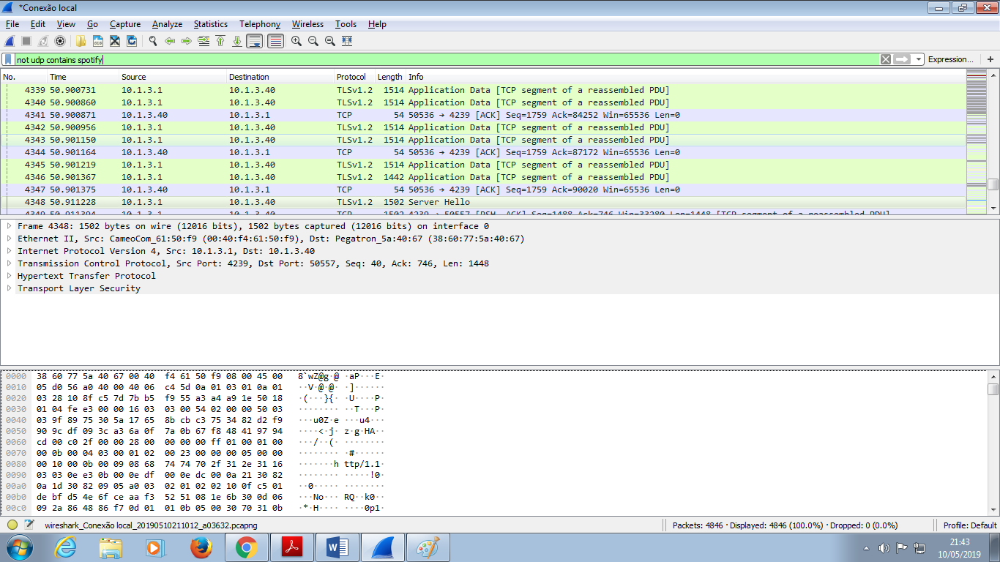 *Conexão local
File Edit View Go Capture Analyze Statistics Telephony Wireless Tools Help
not udp contains spotify
Expression... +
No. Time Source Destination Protocol Length Info
4339 50.900731 10.1.3.1 10.1.3.40 TLSv1.2 1514 Application Data [TCP segment of a reassembled PDU]
4340 50.900860 10.1.3.1 10.1.3.40 TLSv1.2 1514 Application Data [TCP segment of a reassembled PDU]
4341 50.900871 10.1.3.40 10.1.3.1 TCP 54 50536 → 4239 [ACK] Seq=1759 Ack=84252 Win=65536 Len=0
4342 50.900956 10.1.3.1 10.1.3.40 TLSv1.2 1514 Application Data [TCP segment of a reassembled PDU]
4343 50.901150 10.1.3.1 10.1.3.40 TLSv1.2 1514 Application Data [TCP segment of a reassembled PDU]
4344 50.901164 10.1.3.40 10.1.3.1 TCP 54 50536 → 4239 [ACK] Seq=1759 Ack=87172 Win=65536 Len=0
4345 50.901219 10.1.3.1 10.1.3.40 TLSv1.2 1514 Application Data [TCP segment of a reassembled PDU]
4346 50.901367 10.1.3.1 10.1.3.40 TLSv1.2 1442 Application Data [TCP segment of a reassembled PDU]
4347 50.901375 10.1.3.40 10.1.3.1 TCP 54 50536 → 4239 [ACK] Seq=1759 Ack=90020 Win=65536 Len=0
4348 50.911228 10.1.3.1 10.1.3.40 TLSv1.2 1502 Server Hello
4349 50.911394 10.1.3.1 10.1.3.40 TCP 1502 4239 → 50557 [PSH, ACK] Seq=1488 Ack=746 Win=33280 Len=1448 [TCP segment of a reassembled PDU]
Frame 4348: 1502 bytes on wire (12016 bits), 1502 bytes captured (12016 bits) on interface 0
Ethernet II, Src: CameoCom_61:50:f9 (00:40:f4:61:50:f9), Dst: Pegatron_5a:40:67 (38:60:77:5a:40:67)
Internet Protocol Version 4, Src: 10.1.3.1, Dst: 10.1.3.40
Transmission Control Protocol, Src Port: 4239, Dst Port: 50557, Seq: 40, Ack: 746, Len: 1448
Hypertext Transfer Protocol
Transport Layer Security
0000 38 60 77 5a 40 67 00 40 f4 61 50 f9 08 00 45 00 8`wZ@g·@ ·aP···E·
0010 05 d0 56 a0 40 00 40 06 c4 5d 0a 01 03 01 0a 01 ··V·@·@· ·]······
0020 03 28 10 8f c5 7d 7b b5 f9 55 a3 a4 a9 1e 50 18 ·(···}{· ·U····P·
0030 01 04 fe e3 00 00 16 03 03 00 54 02 00 00 50 03 ········ ··T···P·
0040 03 9f 89 75 30 5a 17 65 8b cb c3 75 34 82 d2 f9 ···u0Z·e ···u4···
0050 90 9c df 09 3c a3 6a 0f 7a 0b 67 f8 48 41 97 94 ····<·j· z·g·HA··
0060 cd 00 c0 2f 00 00 28 00 00 00 00 ff 01 00 01 00 ···/··(· ········
0070 00 0b 00 04 03 00 01 02 00 23 00 00 00 05 00 00 ········ ·#······
0080 00 10 00 0b 00 09 08 68 74 74 70 2f 31 2e 31 16 ·······h ttp/1.1·
0090 03 03 0e e3 0b 00 0e df 00 0e dc 00 0a 21 30 82 ········ ·····!0·
00a0 0a 1d 30 82 09 05 a0 03 02 01 02 02 10 0f c5 01 ··0····· ········
00b0 de bf d5 4e 6f ce aa f3 52 51 08 1e 6b 30 0d 06 ···No··· RQ··k0··
00c0 09 2a 86 48 86 f7 0d 01 01 0b 05 00 30 70 31 0b ·*·H···· ····0p1·
wireshark_Conexão local_20190510211012_a03632.pcapng
Packets: 4846 · Displayed: 4846 (100.0%) · Dropped: 0 (0.0%)
Profile: Default
21:43
10/05/2019